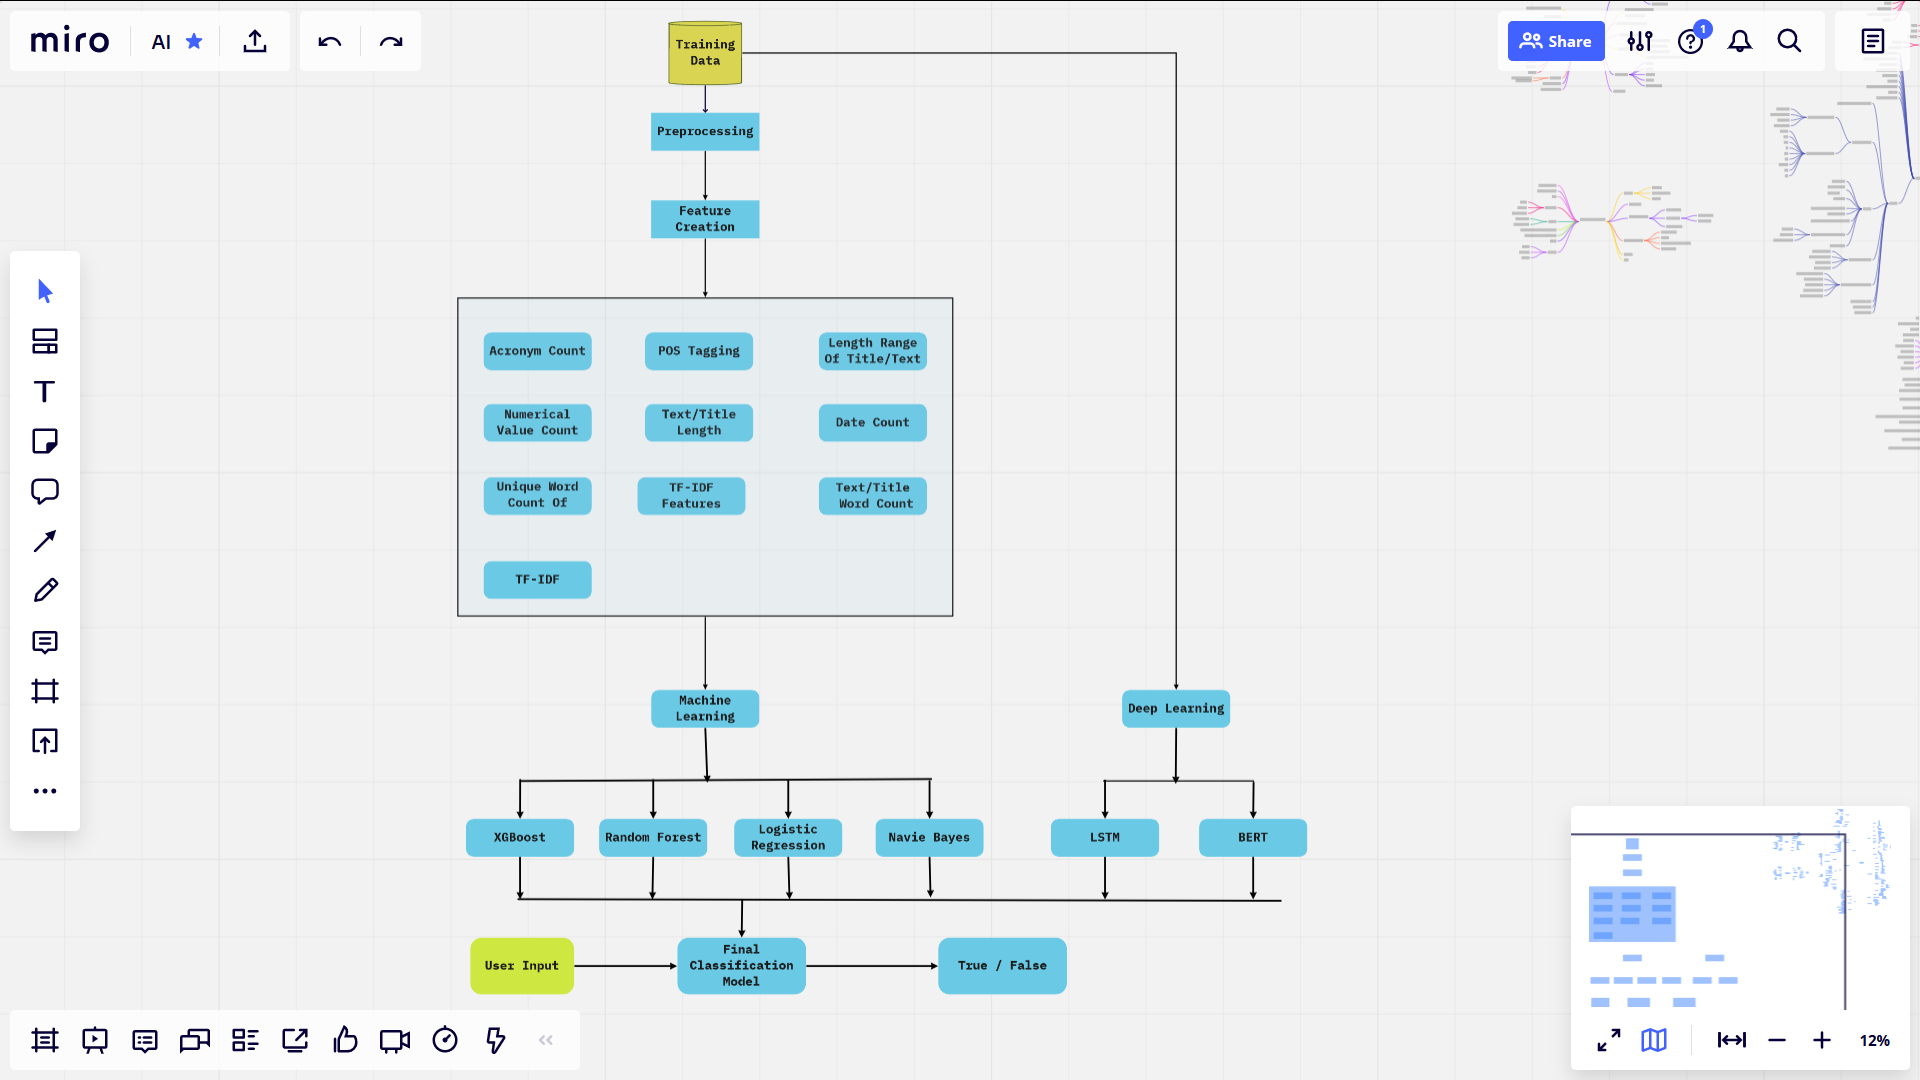 miro
AI
Share
1
Training
Data
Preprocessing
Feature
Creation
Acronym Count
POS Tagging
Length Range
Of Title/Text
Numerical
Value Count
Text/Title
Length
Date Count
Unique Word
Count Of
TF-IDF
Features
Text/Title
Word Count
TF-IDF
Machine
Learning
Deep Learning
XGBoost
Random Forest
Logistic
Regression
Navie Bayes
LSTM
BERT
User Input
Final
Classification
Model
True / False
12%